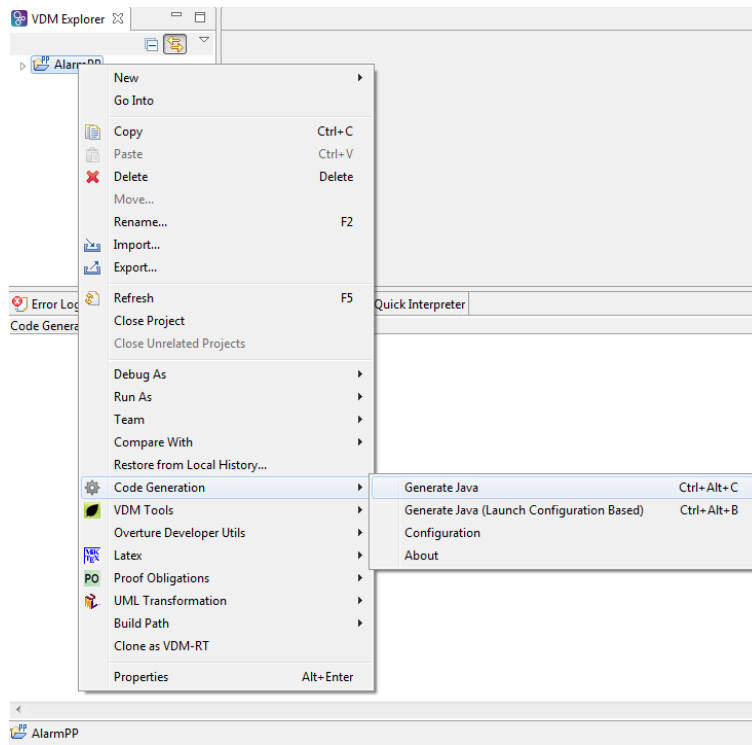 VDM Explorer
AlarmPP
New
Go Into
Copy Ctrl+C
Paste Ctrl+V
Delete Delete
Move...
Rename... F2
Import...
Export...
Error Log
Refresh F5
Quick Interpreter
Close Project
Code Genera
Close Unrelated Projects
Debug As
Run As
Team
Compare With
Restore from Local History...
Code Generation
Generate Java Ctrl+Alt+C
VDM Tools
Generate Java (Launch Configuration Based) Ctrl+Alt+B
Overture Developer Utils
Configuration
Latex
About
PO Proof Obligations
UML Transformation
Build Path
Clone as VDM-RT
Properties Alt+Enter
AlarmPP